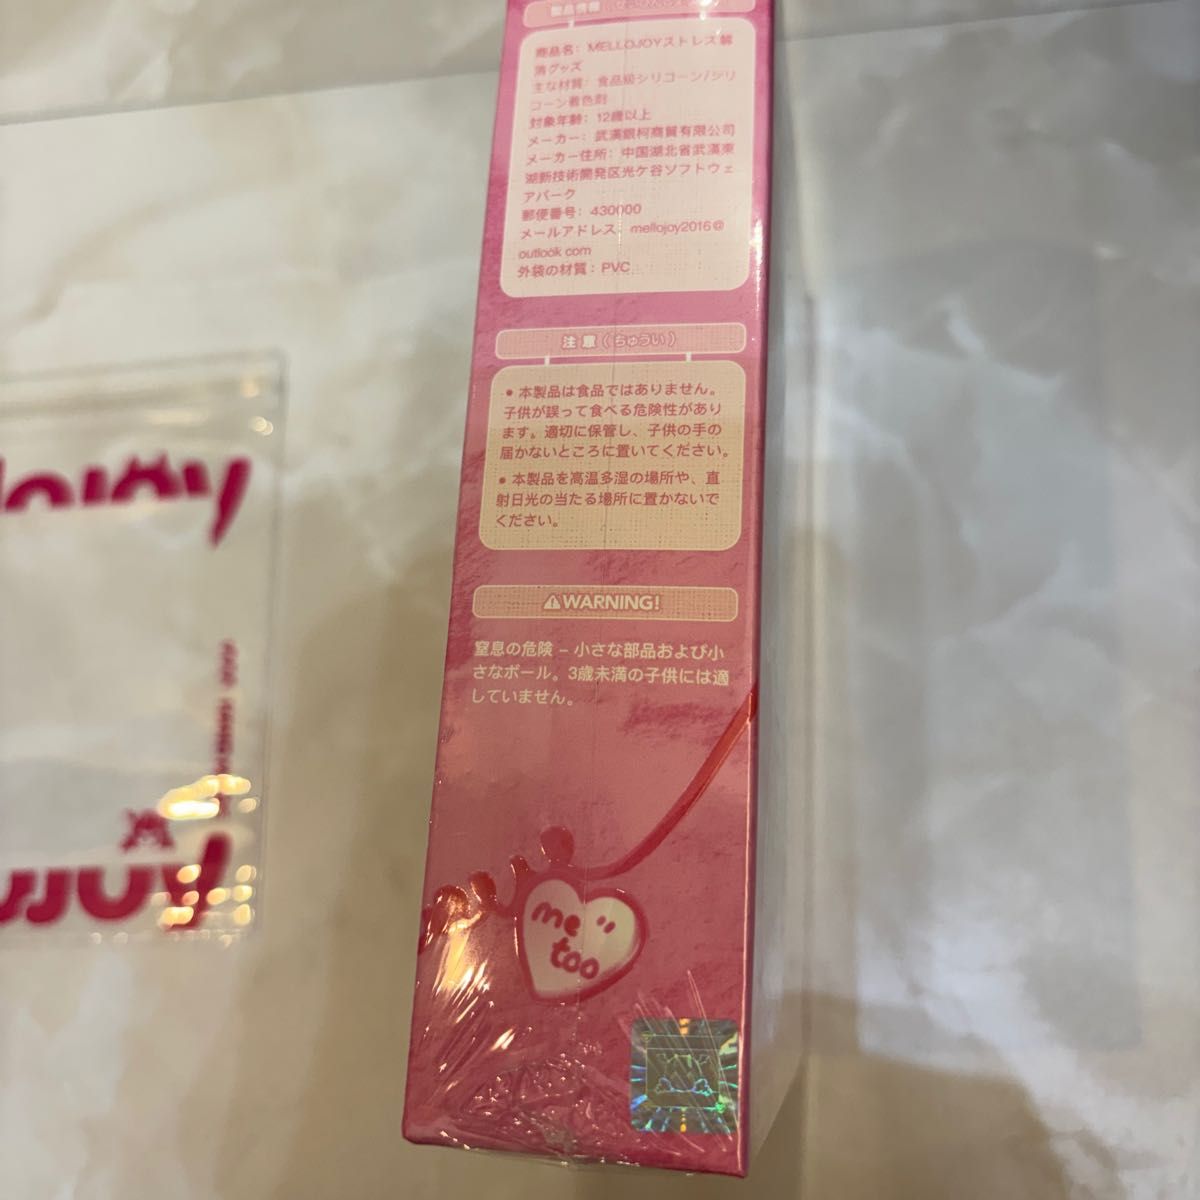 製品情報
商品名：MELLOJOYストレス解
消グッズ
主な材質：食品級シリコーン/シリ
コーン着色剤
対象年齢：12歳以上
メーカー：武漢銀柯商貿有限公司
メーカー住所：中国湖北省武漢東
湖新技術開発区光ケ谷ソフトウェ
アパーク
郵便番号：430000
メールアドレス：mellojoy2016@
outlook.com
外袋の材質：PVC
注意（ちゅうい）
• 本製品は食品ではありません。
子供が誤って食べる危険性があり
ます。適切に保管し、子供の手の
届かないところに置いてください。
• 本製品を高温多湿の場所や、直
射日光の当たる場所に置かないで
ください。
⚠WARNING!
窒息の危険 – 小さな部品および小
さなボール。3歳未満の子供には適
していません。
me
too